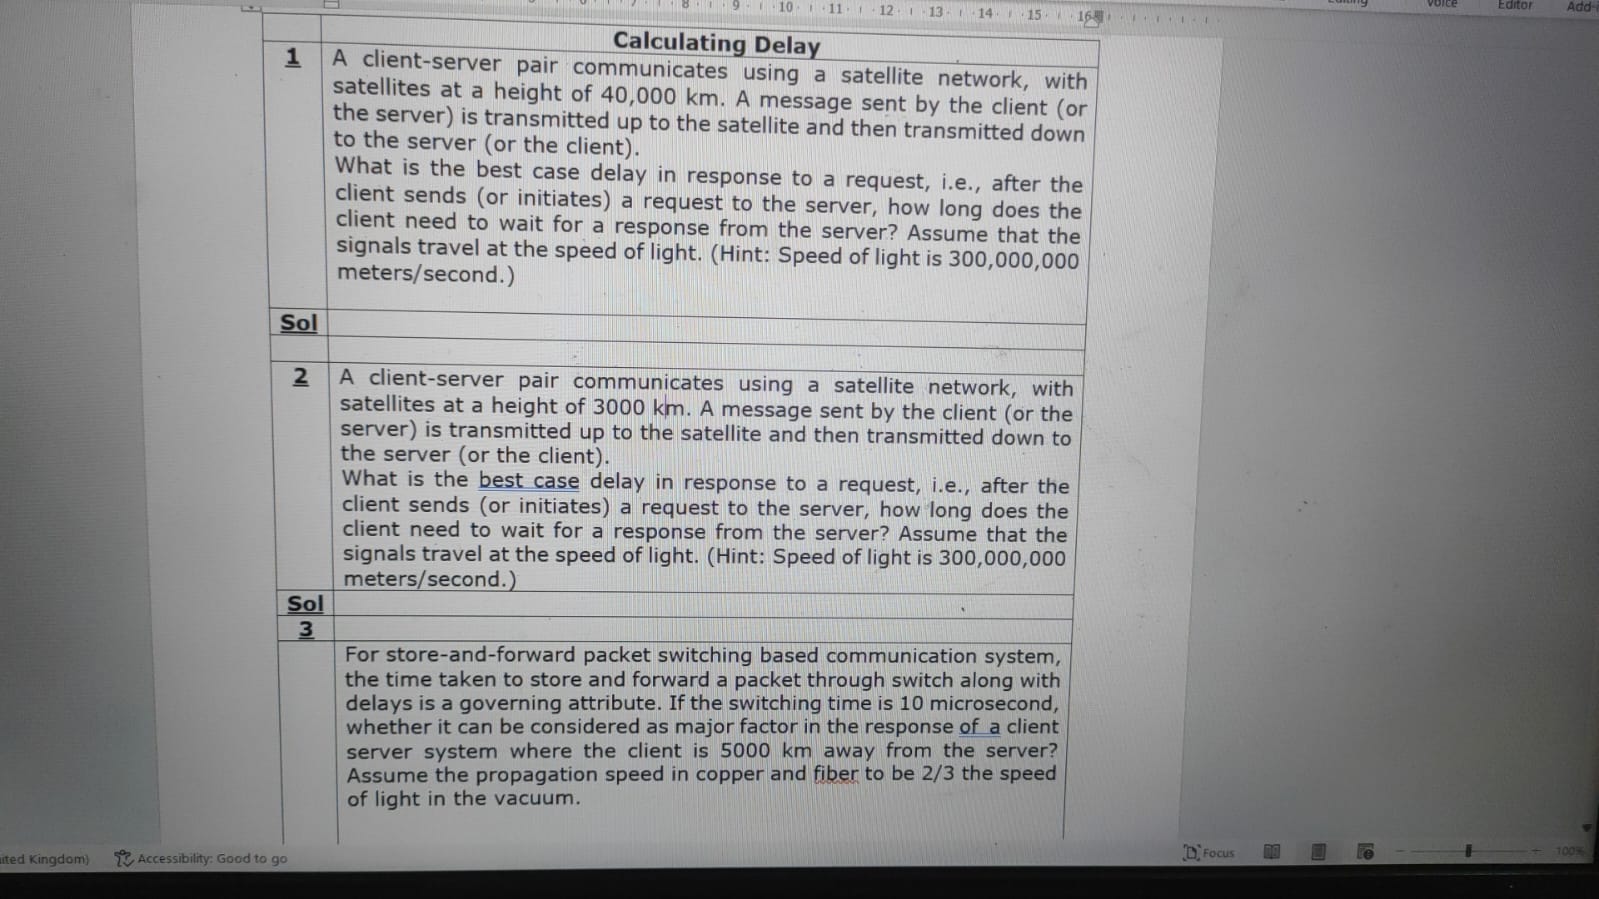 8 9 10 11 12 13 14 15 16
Voice
Editor
Add-
Calculating Delay
1 A client-server pair communicates using a satellite network, with
satellites at a height of 40,000 km. A message sent by the client (or
the server) is transmitted up to the satellite and then transmitted down
to the server (or the client).
What is the best case delay in response to a request, i.e., after the
client sends (or initiates) a request to the server, how long does the
client need to wait for a response from the server? Assume that the
signals travel at the speed of light. (Hint: Speed of light is 300,000,000
meters/second.)
Sol
2 A client-server pair communicates using a satellite network, with
satellites at a height of 3000 km. A message sent by the client (or the
server) is transmitted up to the satellite and then transmitted down to
the server (or the client).
What is the best case delay in response to a request, i.e., after the
client sends (or initiates) a request to the server, how long does the
client need to wait for a response from the server? Assume that the
signals travel at the speed of light. (Hint: Speed of light is 300,000,000
meters/second.)
Sol
3
For store-and-forward packet switching based communication system,
the time taken to store and forward a packet through switch along with
delays is a governing attribute. If the switching time is 10 microsecond,
whether it can be considered as major factor in the response of a client
server system where the client is 5000 km away from the server?
Assume the propagation speed in copper and fiber to be 2/3 the speed
of light in the vacuum.
ited Kingdom) Accessibility: Good to go Focus 100%